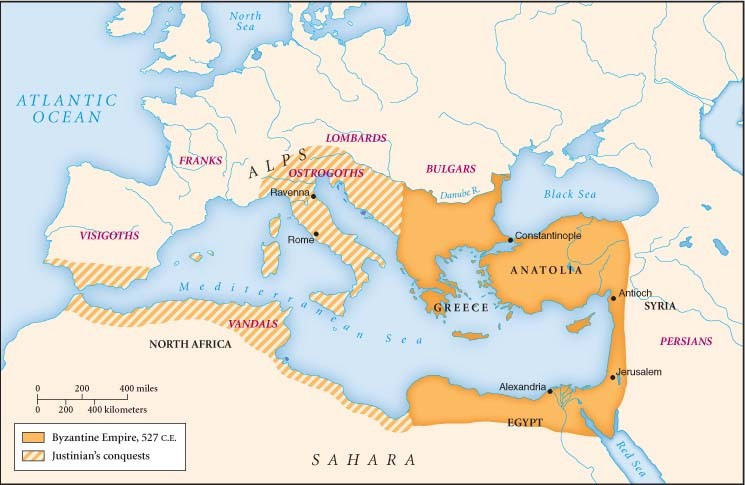 North
Sea
ATLANTIC
OCEAN
LOMBARDS
FRANKS
ALPS
OSTROGOTHS
BULGARS
Ravenna
Danube R.
Black Sea
VISIGOTHS
Rome
Constantinople
ANATOLIA
Mediterranean Sea
Antioch
GREECE
SYRIA
VANDALS
NORTH AFRICA
PERSIANS
Jerusalem
Alexandria
EGYPT
Red Sea
SAHARA
0 200 400 miles
0 200 400 kilometers
Byzantine Empire, 527 C.E.
Justinian's conquests